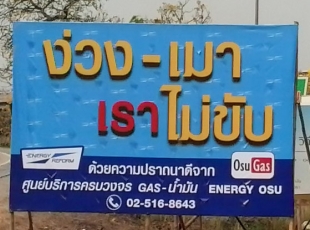 ง่วง - เมา
เราไม่ขับ
ENERGY REFORM
ด้วยความปรารถนาดีจาก
Osu Gas
ศูนย์บริการครบวงจร GAS-น้ำมัน ENERGY OSU
02-516-8643